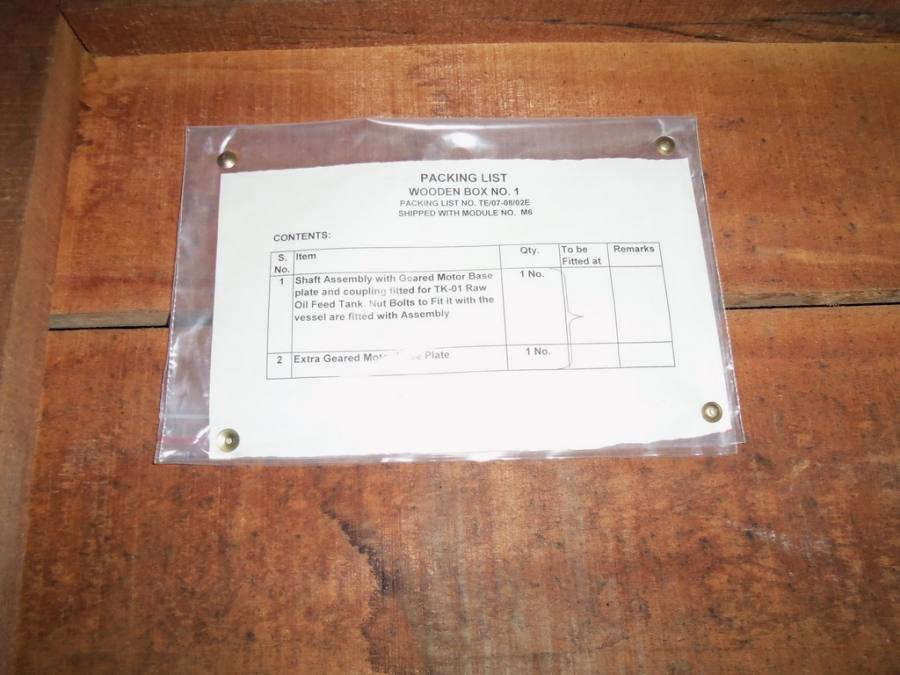 PACKING LIST
WOODEN BOX NO. 1
PACKING LIST NO. TE/07-08/02E
SHIPPED WITH MODULE NO. M6
CONTENTS:
S. No. Item Qty. To be Fitted at Remarks
1 Shaft Assembly with Geared Motor Base 1 No.
plate and coupling fitted for TK-01 Raw
Oil Feed Tank. Nut Bolts to Fit it with the
vessel are fitted with Assembly
2 Extra Geared Plate 1 No.